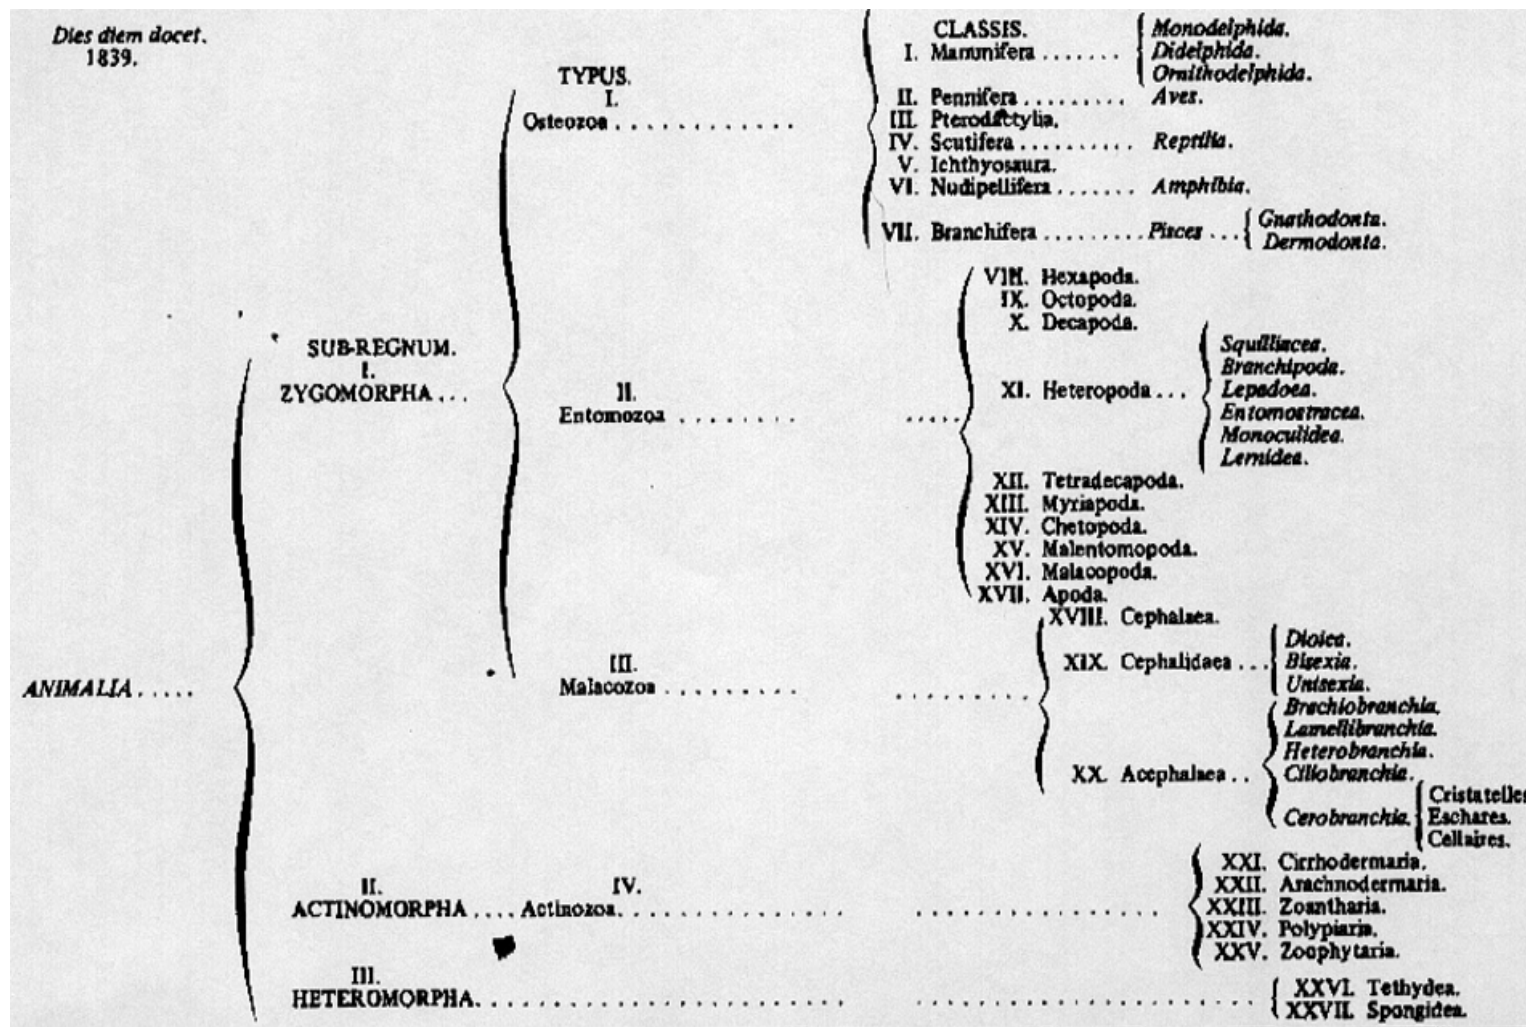 Dies diem docet.
1839.
CLASSIS.
I. Mammifera ....... Monodelphida.
Didelphida.
Ornithodelphida.
TYPUS.
I.
Osteozoa ............
II. Pennifera ......... Aves.
III. Pterodactylia.
IV. Scutifera .......... Reptilia.
V. Ichthyosaura.
VI. Nudipellifera ....... Amphibia.
VII. Branchifera ......... Pisces ... Gnathodonta.
Dermodonta.
SUB-REGNUM.
I.
ZYGOMORPHA ...
II.
Entomozoa ........ .....
VIII. Hexapoda.
IX. Octopoda.
X. Decapoda.
XI. Heteropoda ... Squilliacea.
Branchipoda.
Lepadoea.
Entomostracea.
Monoculidea.
Lernidea.
XII. Tetradecapoda.
XIII. Myriapoda.
XIV. Chetopoda.
XV. Malentomopoda.
XVI. Malacopoda.
XVII. Apoda.
ANIMALIA .....
III.
Malacozoa ......... .........
XVIII. Cephalaea.
XIX. Cephalidaea ... Dioica.
Bisexia.
Unisexia.
XX. Acephalaea .. Brachiobranchia.
Lamellibranchia.
Heterobranchia.
Ciliobranchia.
Cerobranchia. Cristatelles
Eschares.
Cellaires.
II.
ACTINOMORPHA ....
IV.
Actinozoa. ............... ................
XXI. Cirrhodermaria.
XXII. Arachnodermaria.
XXIII. Zoantharia.
XXIV. Polypiaria.
XXV. Zoophytaria.
III.
HETEROMORPHA. ......................... .......................
XXVI. Tethydea.
XXVII. Spongidea.